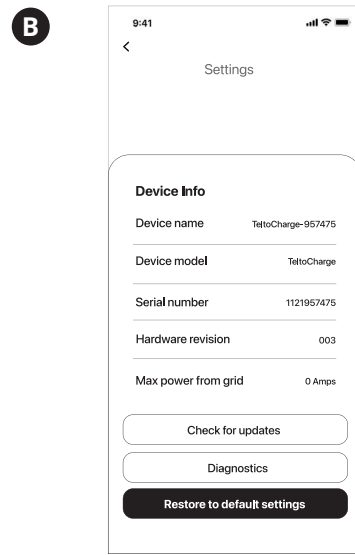 B
9:41
Settings
Device Info
Device name TeltoCharge-957475
Device model TeltoCharge
Serial number 1121957475
Hardware revision 003
Max power from grid 0 Amps
Check for updates
Diagnostics
Restore to default settings